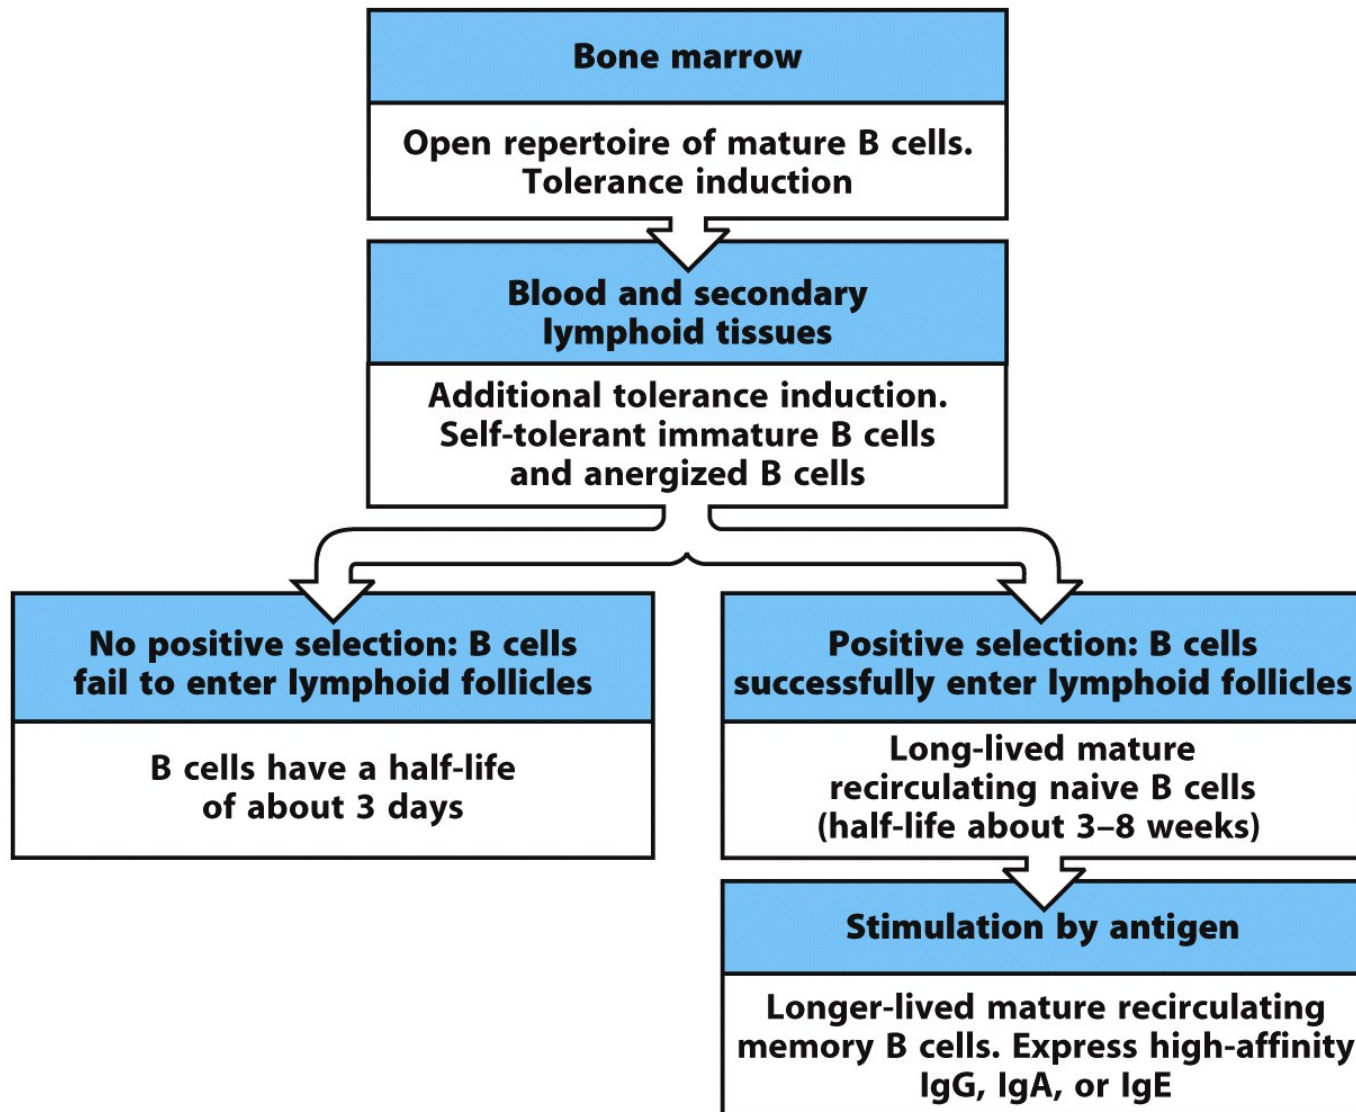 Bone marrow
Open repertoire of mature B cells.
Tolerance induction
Blood and secondary
lymphoid tissues
Additional tolerance induction.
Self-tolerant immature B cells
and anergized B cells
No positive selection: B cells
fail to enter lymphoid follicles
B cells have a half-life
of about 3 days
Positive selection: B cells
successfully enter lymphoid follicles
Long-lived mature
recirculating naive B cells
(half-life about 3–8 weeks)
Stimulation by antigen
Longer-lived mature recirculating
memory B cells. Express high-affinity
IgG, IgA, or IgE